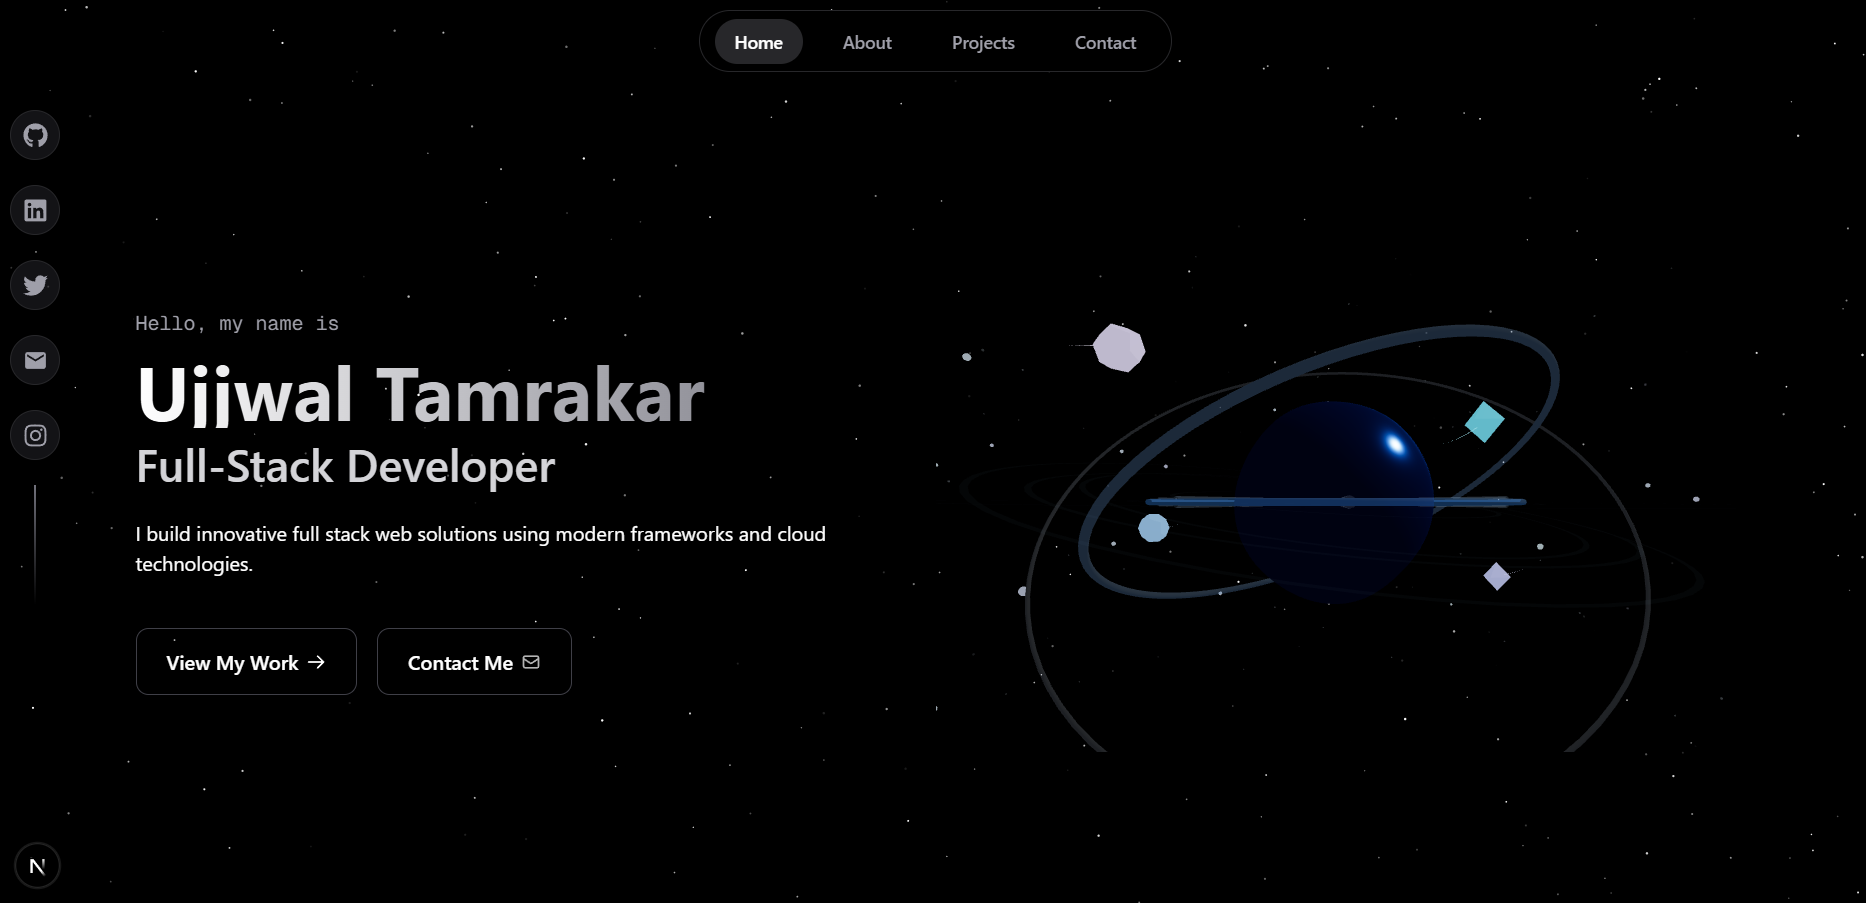 Home About Projects Contact
Hello, my name is
Ujjwal Tamrakar
Full-Stack Developer
I build innovative full stack web solutions using modern frameworks and cloud
technologies.
View My Work
Contact Me
N